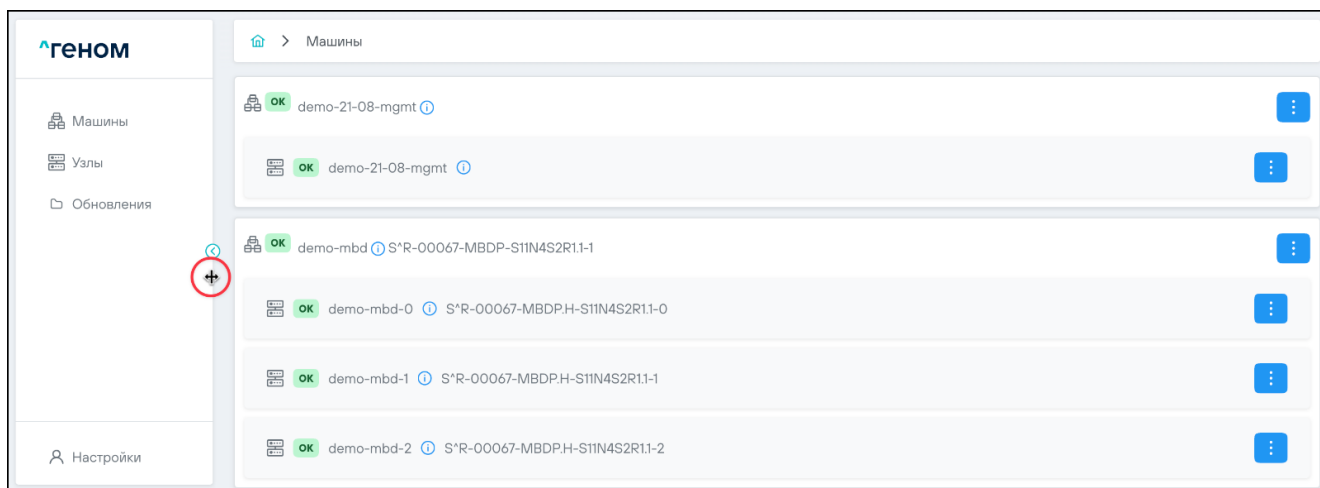 ^геном
Машины
Узлы
Обновления
Настройки
Машины
OK demo-21-08-mgmt
OK demo-21-08-mgmt
OK demo-mbd S^R-00067-MBDP-S11N4S2R1.1-1
OK demo-mbd-0 S^R-00067-MBDP.H-S11N4S2R1.1-0
OK demo-mbd-1 S^R-00067-MBDP.H-S11N4S2R1.1-1
OK demo-mbd-2 S^R-00067-MBDP.H-S11N4S2R1.1-2